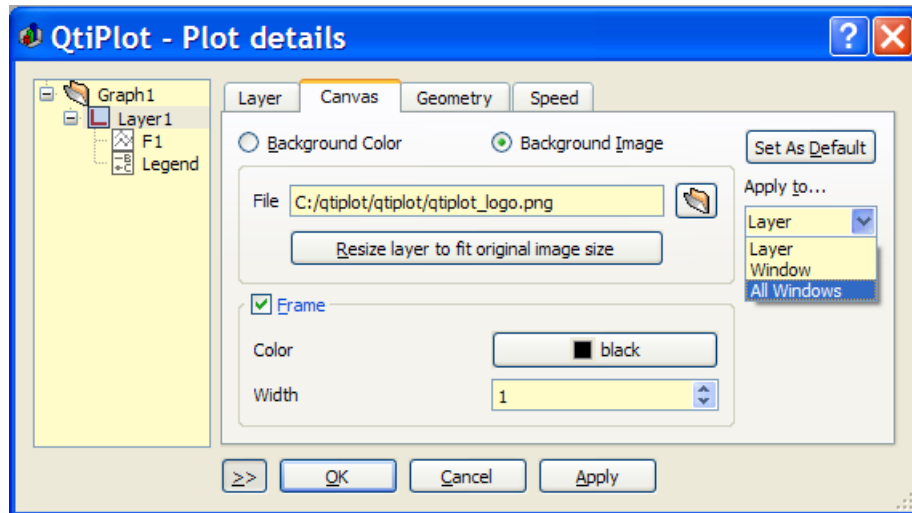 QtiPlot - Plot details
Graph1
Layer1
F1
Legend
Layer Canvas Geometry Speed
Background Color Background Image
File C:/qtiplot/qtiplot/qtiplot_logo.png
Resize layer to fit original image size
Frame
Color black
Width 1
Set As Default
Apply to...
Layer
Layer
Window
All Windows
>> OK Cancel Apply